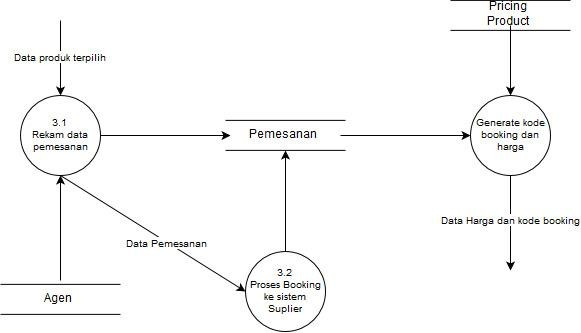 Pricing
Product
Data produk terpilih
3.1
Rekam data
pemesanan
Pemesanan
Generate kode
booking dan
harga
Data Harga dan kode booking
Data Pemesanan
3.2
Proses Booking
ke sistem
Suplier
Agen